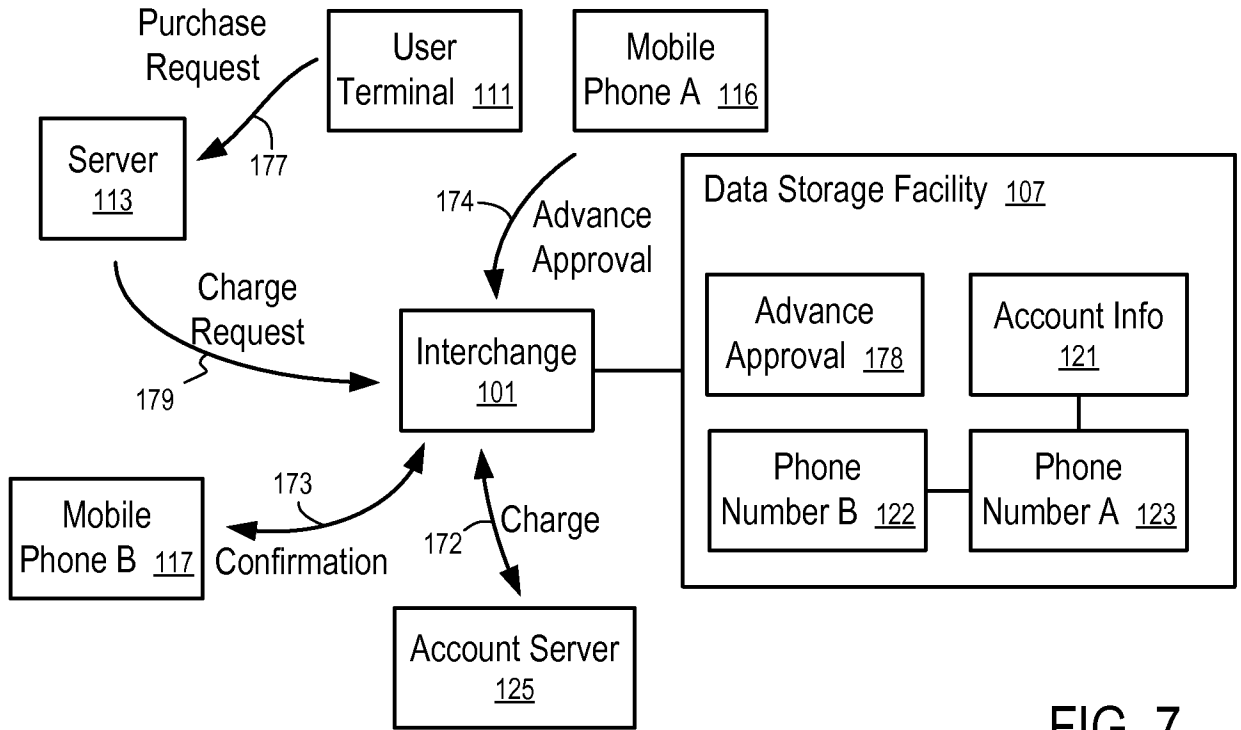 Purchase
Request
177
User
Terminal 111
Mobile
Phone A 116
Server
113
174
Advance
Approval
Data Storage Facility 107
Charge
Request
179
Interchange
101
Advance
Approval 178
Account Info
121
Phone
Number B 122
Phone
Number A 123
Mobile
Phone B 117
173
Confirmation
172
Charge
Account Server
125
FIG. 7